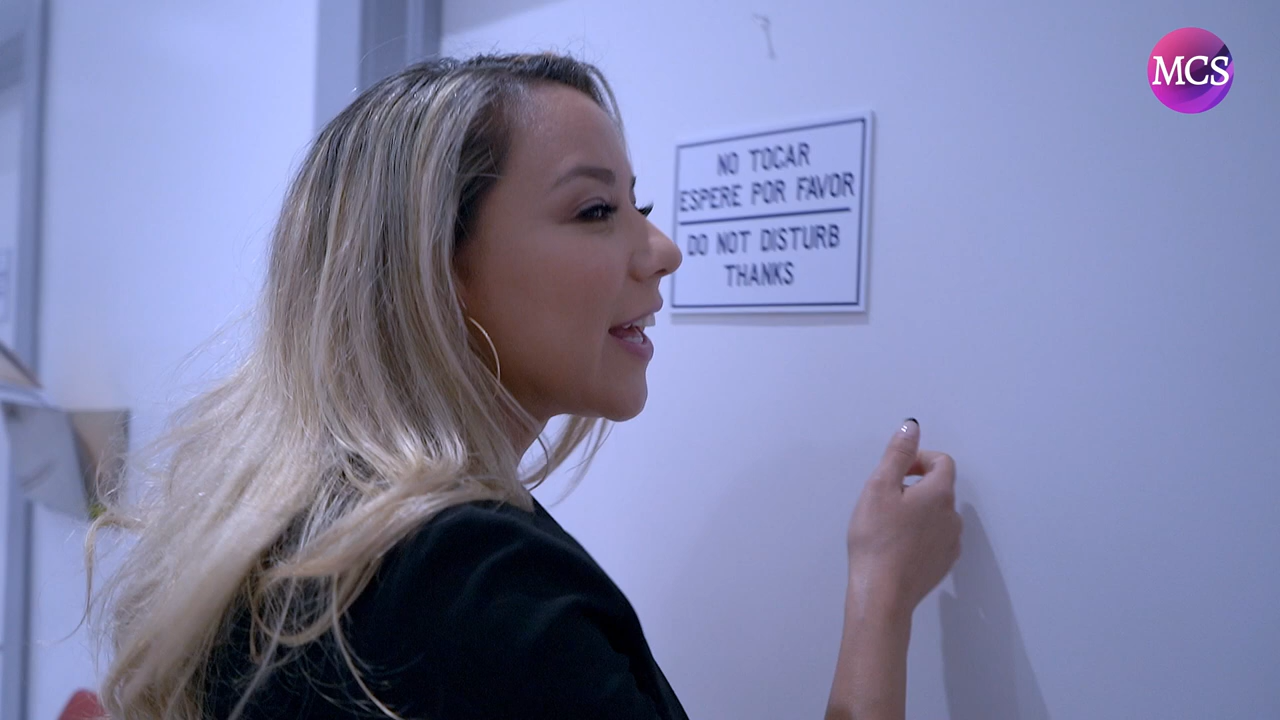 MCS
NO TOCAR
ESPERE POR FAVOR
DO NOT DISTURB
THANKS